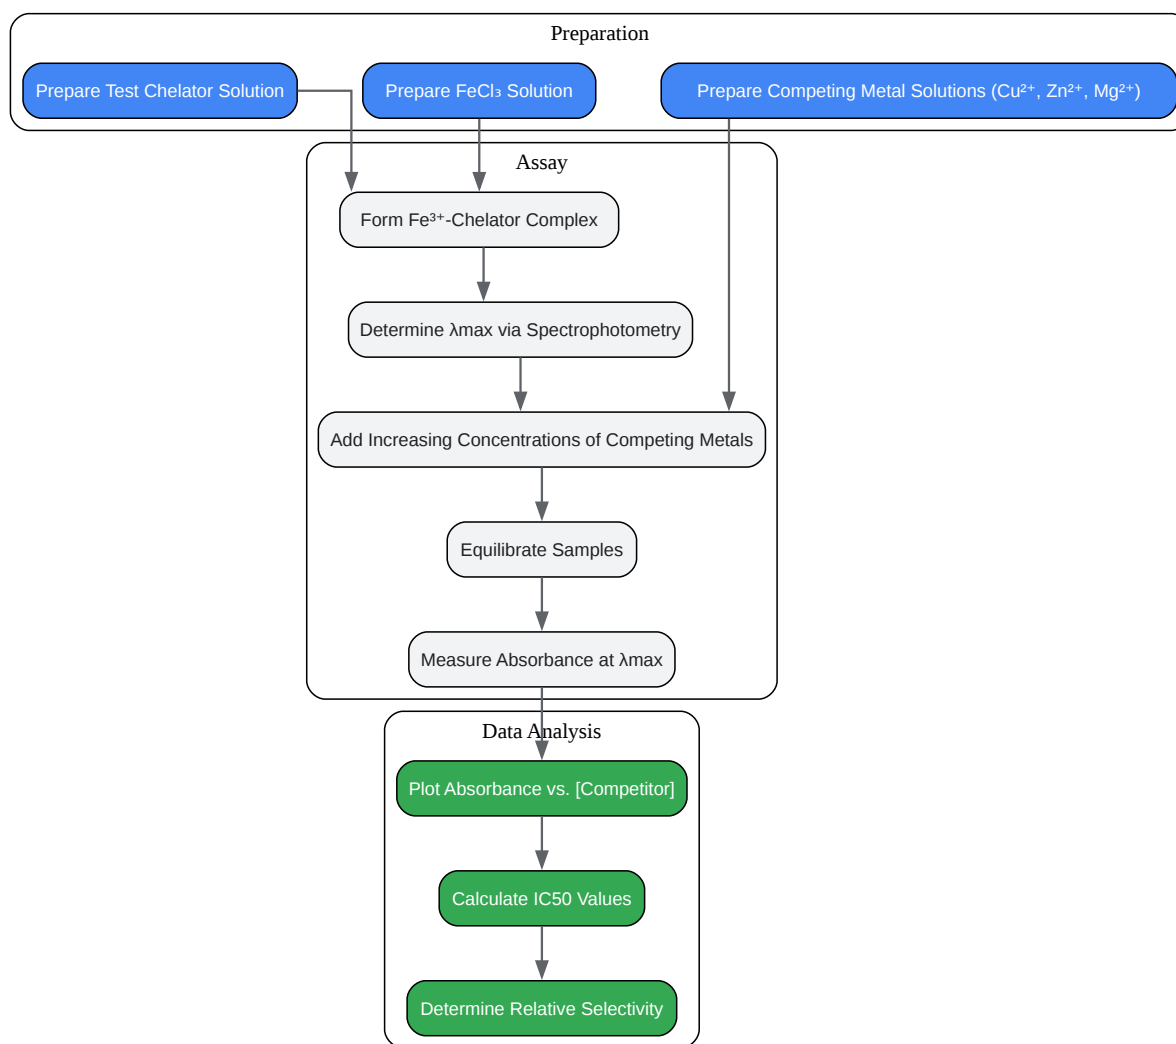 Preparation
Prepare Test Chelator Solution
Prepare FeCl₃ Solution
Prepare Competing Metal Solutions (Cu²⁺, Zn²⁺, Mg²⁺)
Assay
Form Fe³⁺-Chelator Complex
Determine λmax via Spectrophotometry
Add Increasing Concentrations of Competing Metals
Equilibrate Samples
Measure Absorbance at λmax
Data Analysis
Plot Absorbance vs. [Competitor]
Calculate IC50 Values
Determine Relative Selectivity